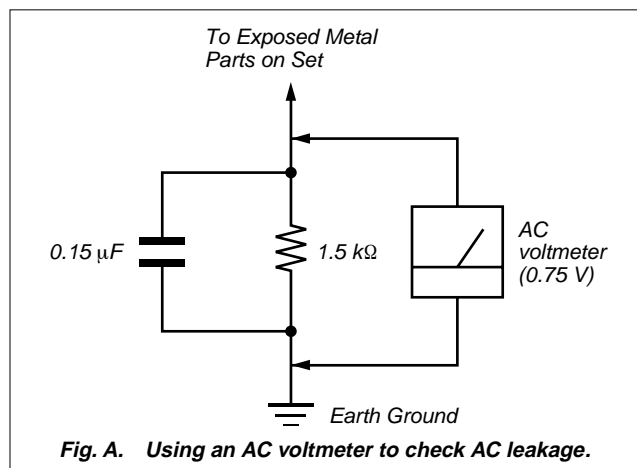 To Exposed Metal
Parts on Set
0.15 μF
1.5 kΩ
AC
voltmeter
(0.75 V)
Earth Ground
Fig. A. Using an AC voltmeter to check AC leakage.